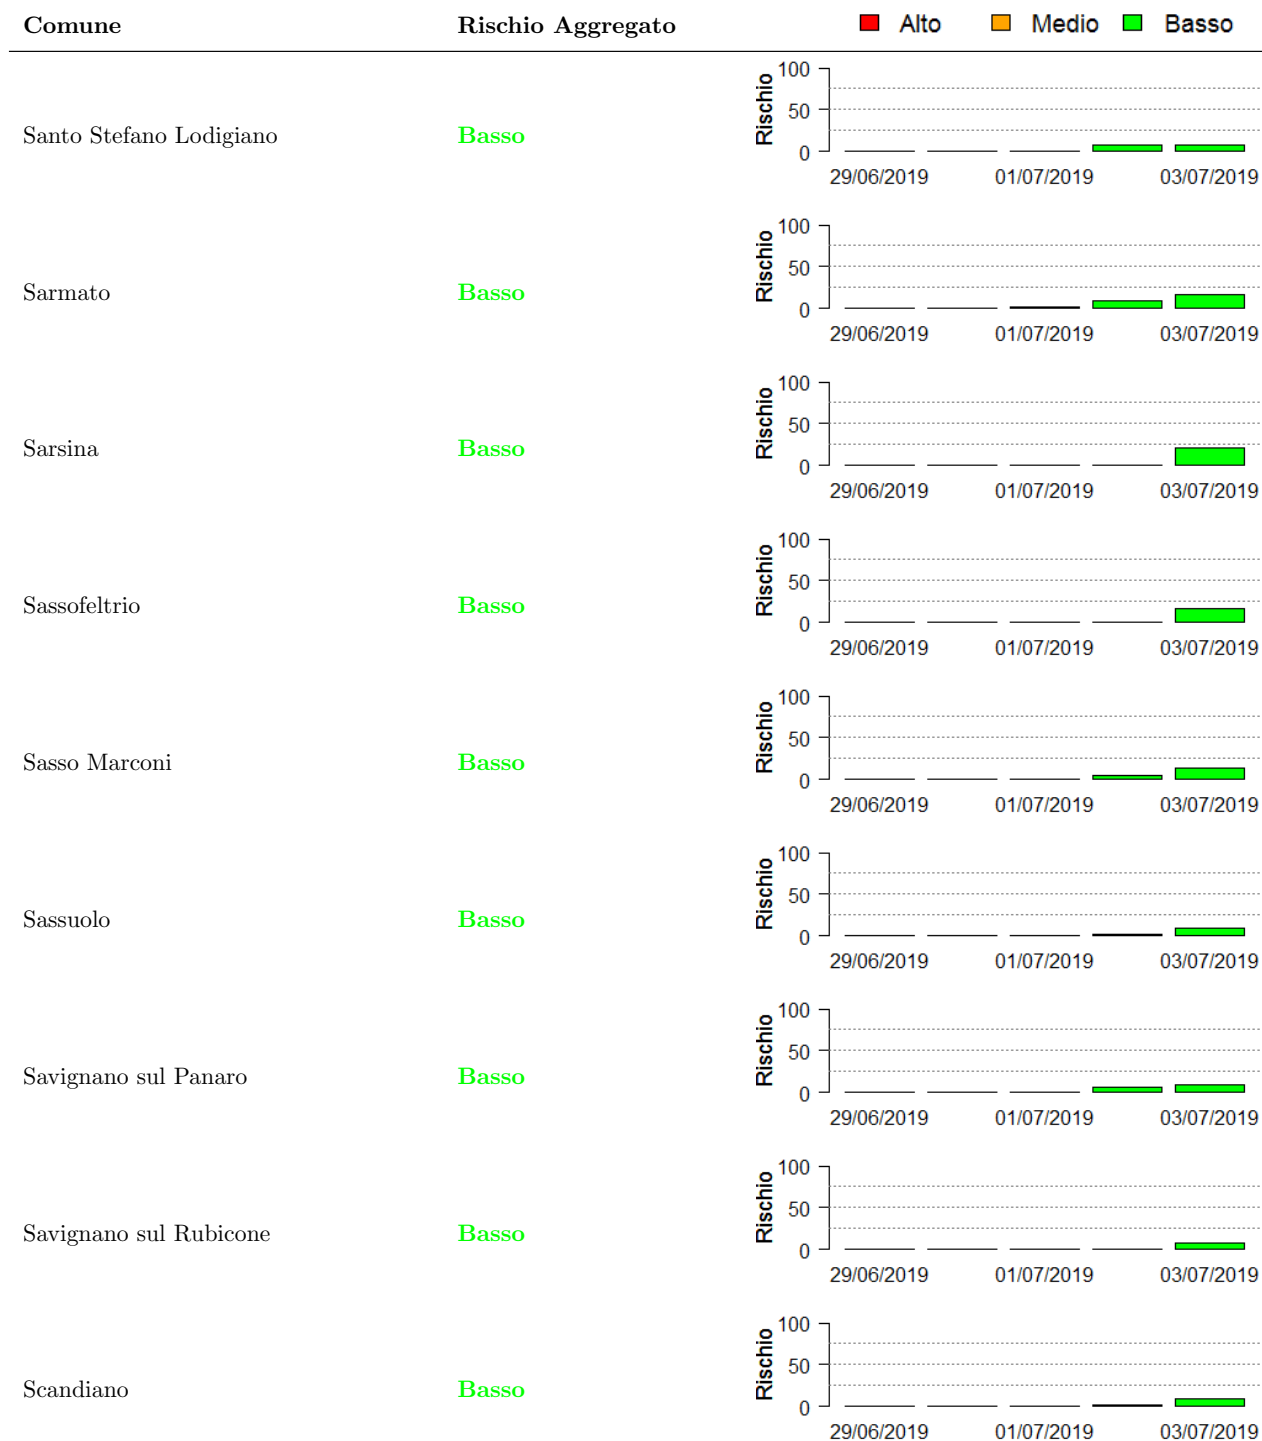 Comune Rischio Aggregato Alto Medio Basso
Santo Stefano Lodigiano Basso
Rischio
100
50
0
29/06/2019 01/07/2019 03/07/2019
Sarmato Basso
Rischio
100
50
0
29/06/2019 01/07/2019 03/07/2019
Sarsina Basso
Rischio
100
50
0
29/06/2019 01/07/2019 03/07/2019
Sassofeltrio Basso
Rischio
100
50
0
29/06/2019 01/07/2019 03/07/2019
Sasso Marconi Basso
Rischio
100
50
0
29/06/2019 01/07/2019 03/07/2019
Sassuolo Basso
Rischio
100
50
0
29/06/2019 01/07/2019 03/07/2019
Savignano sul Panaro Basso
Rischio
100
50
0
29/06/2019 01/07/2019 03/07/2019
Savignano sul Rubicone Basso
Rischio
100
50
0
29/06/2019 01/07/2019 03/07/2019
Scandiano Basso
Rischio
100
50
0
29/06/2019 01/07/2019 03/07/2019